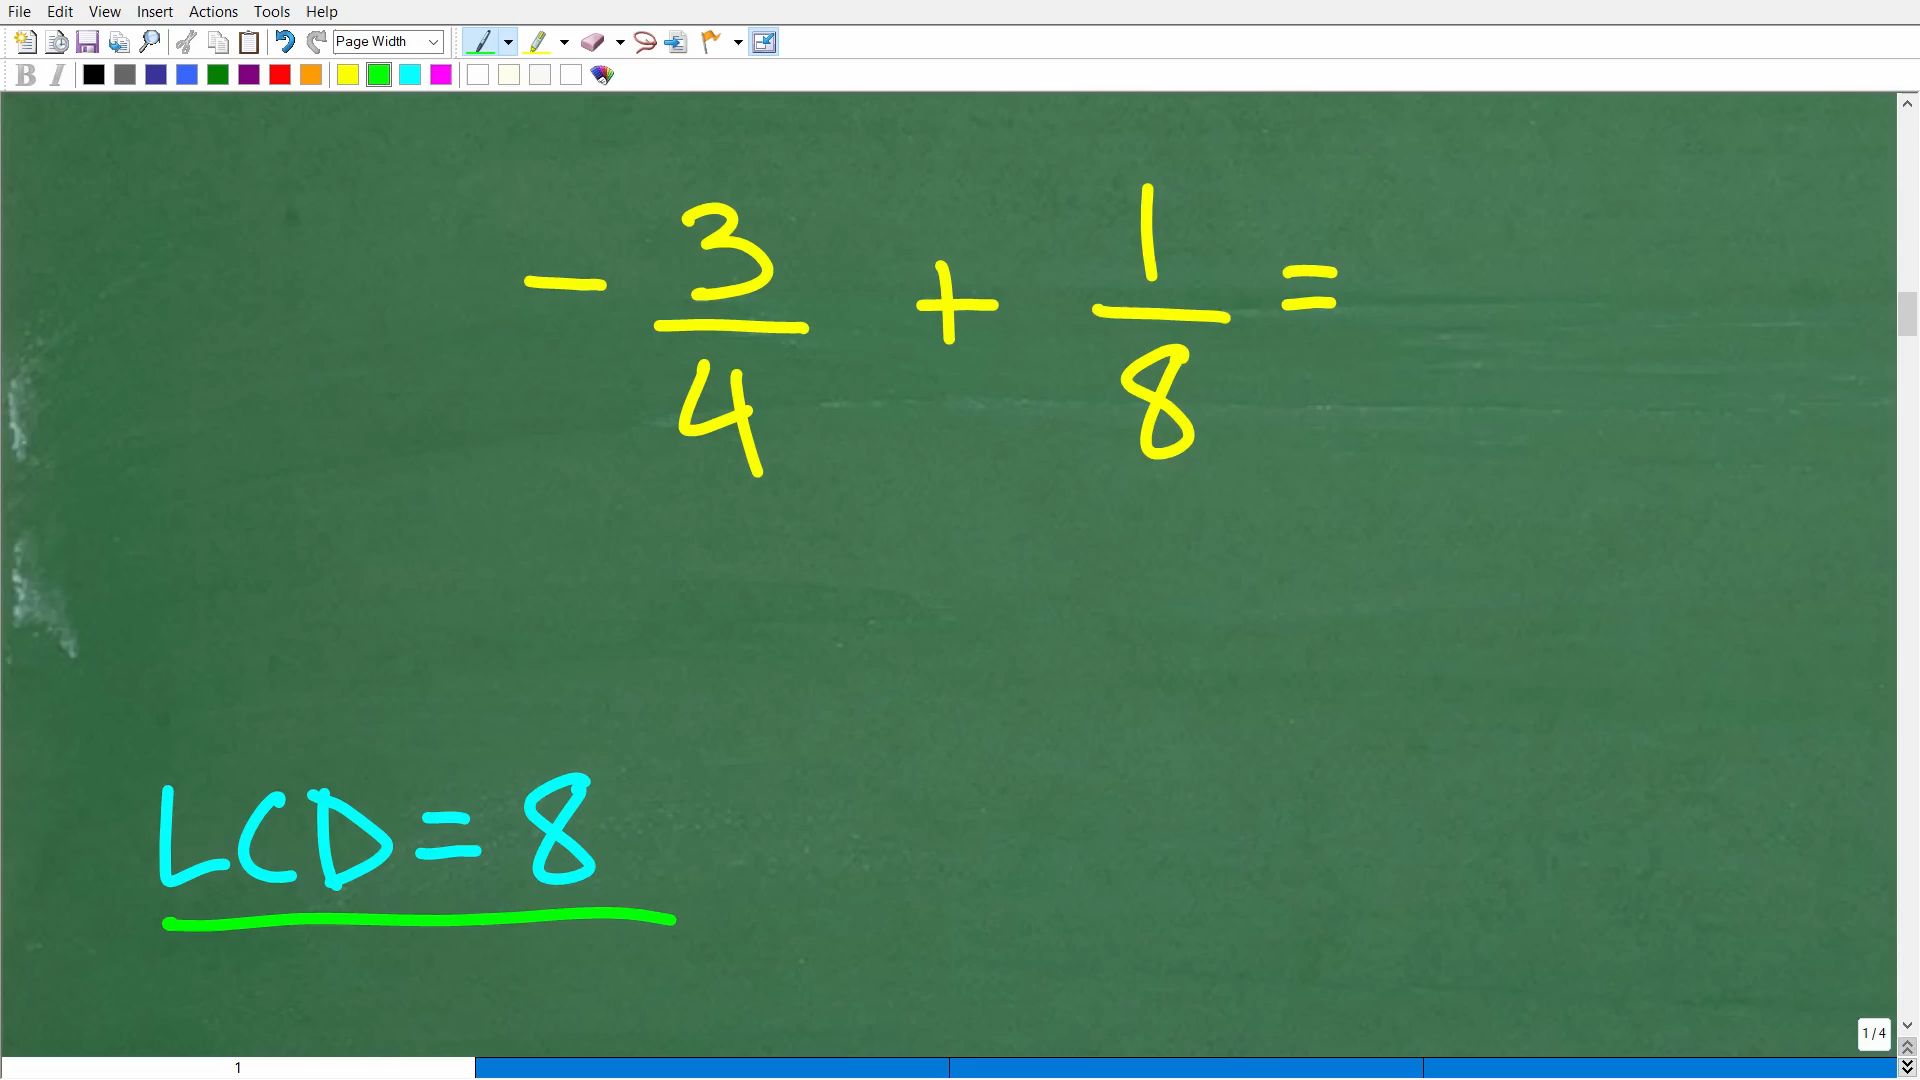 File Edit View Insert Actions Tools Help
Page Width
B I
- 3/4 + 1/8 =
LCD = 8
1 / 4
1